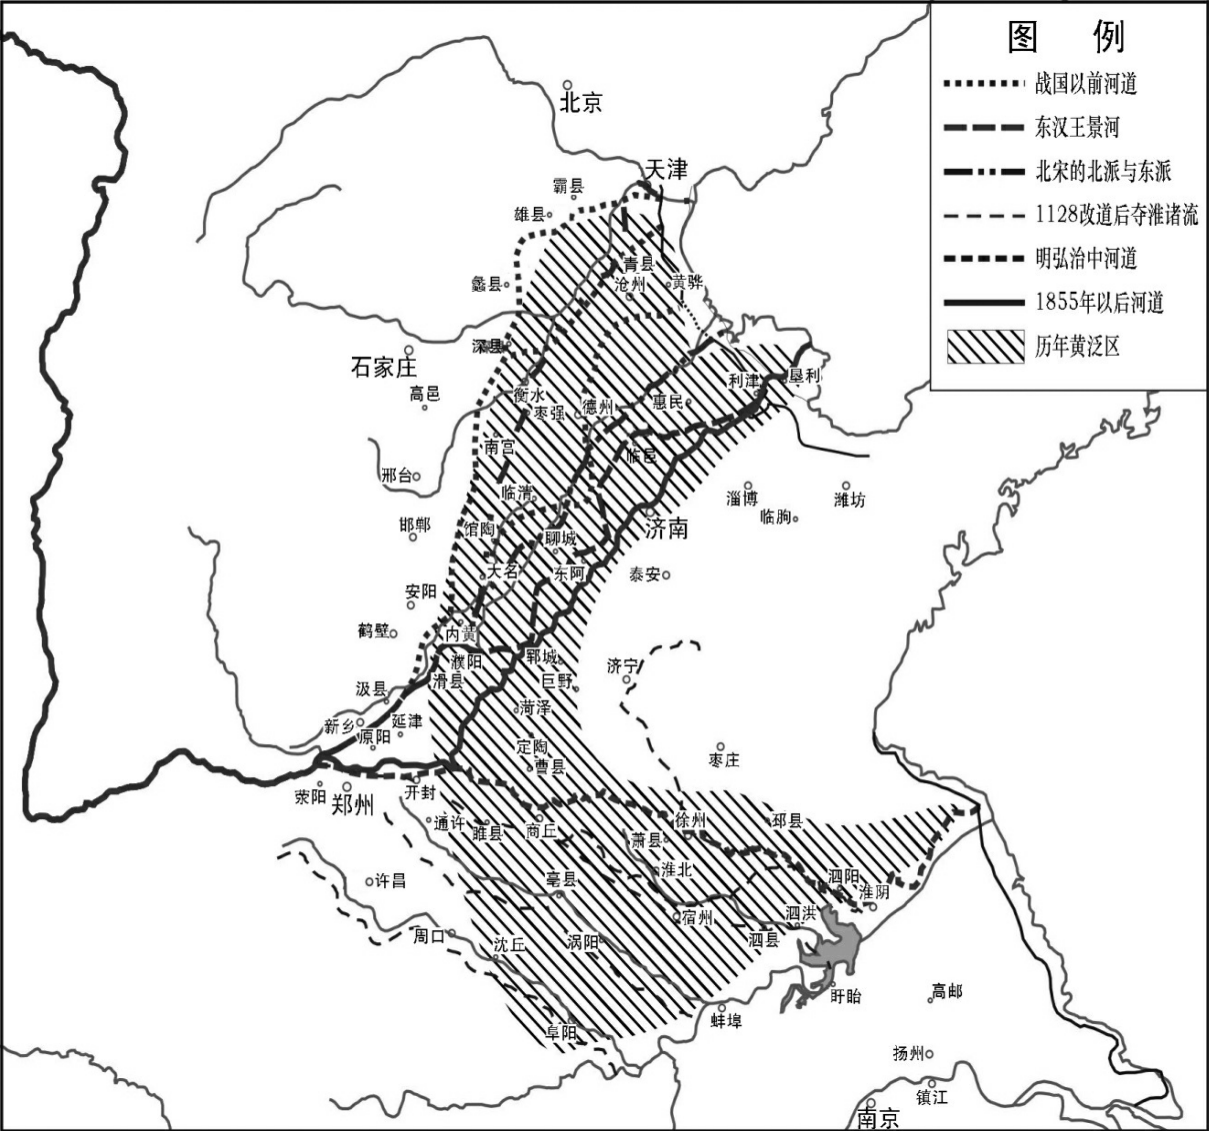 图 例
战国以前河道
东汉王景河
北宋的北派与东派
1128改道后夺淮诸流
明弘治中河道
1855年以后河道
历年黄泛区
北京
天津
霸县
雄县
青县
蠡县
沧州
黄骅
深县
石家庄
利津
垦利
高邑
衡水
枣强
德州
惠民
南宫
临邑
邢台
临清
淄博
潍坊
临朐
邯郸
馆陶
聊城
济南
大名
东阿
泰安
安阳
鹤壁
内黄
濮阳
郓城
济宁
滑县
巨野
汲县
菏泽
新乡
延津
原阳
定陶
曹县
枣庄
荥阳
郑州
开封
通许
睢县
商丘
徐州
邳县
萧县
淮北
许昌
亳县
泗阳
淮阴
宿州
泗洪
周口
沈丘
涡阳
泗县
盱眙
高邮
阜阳
蚌埠
扬州
镇江
南京